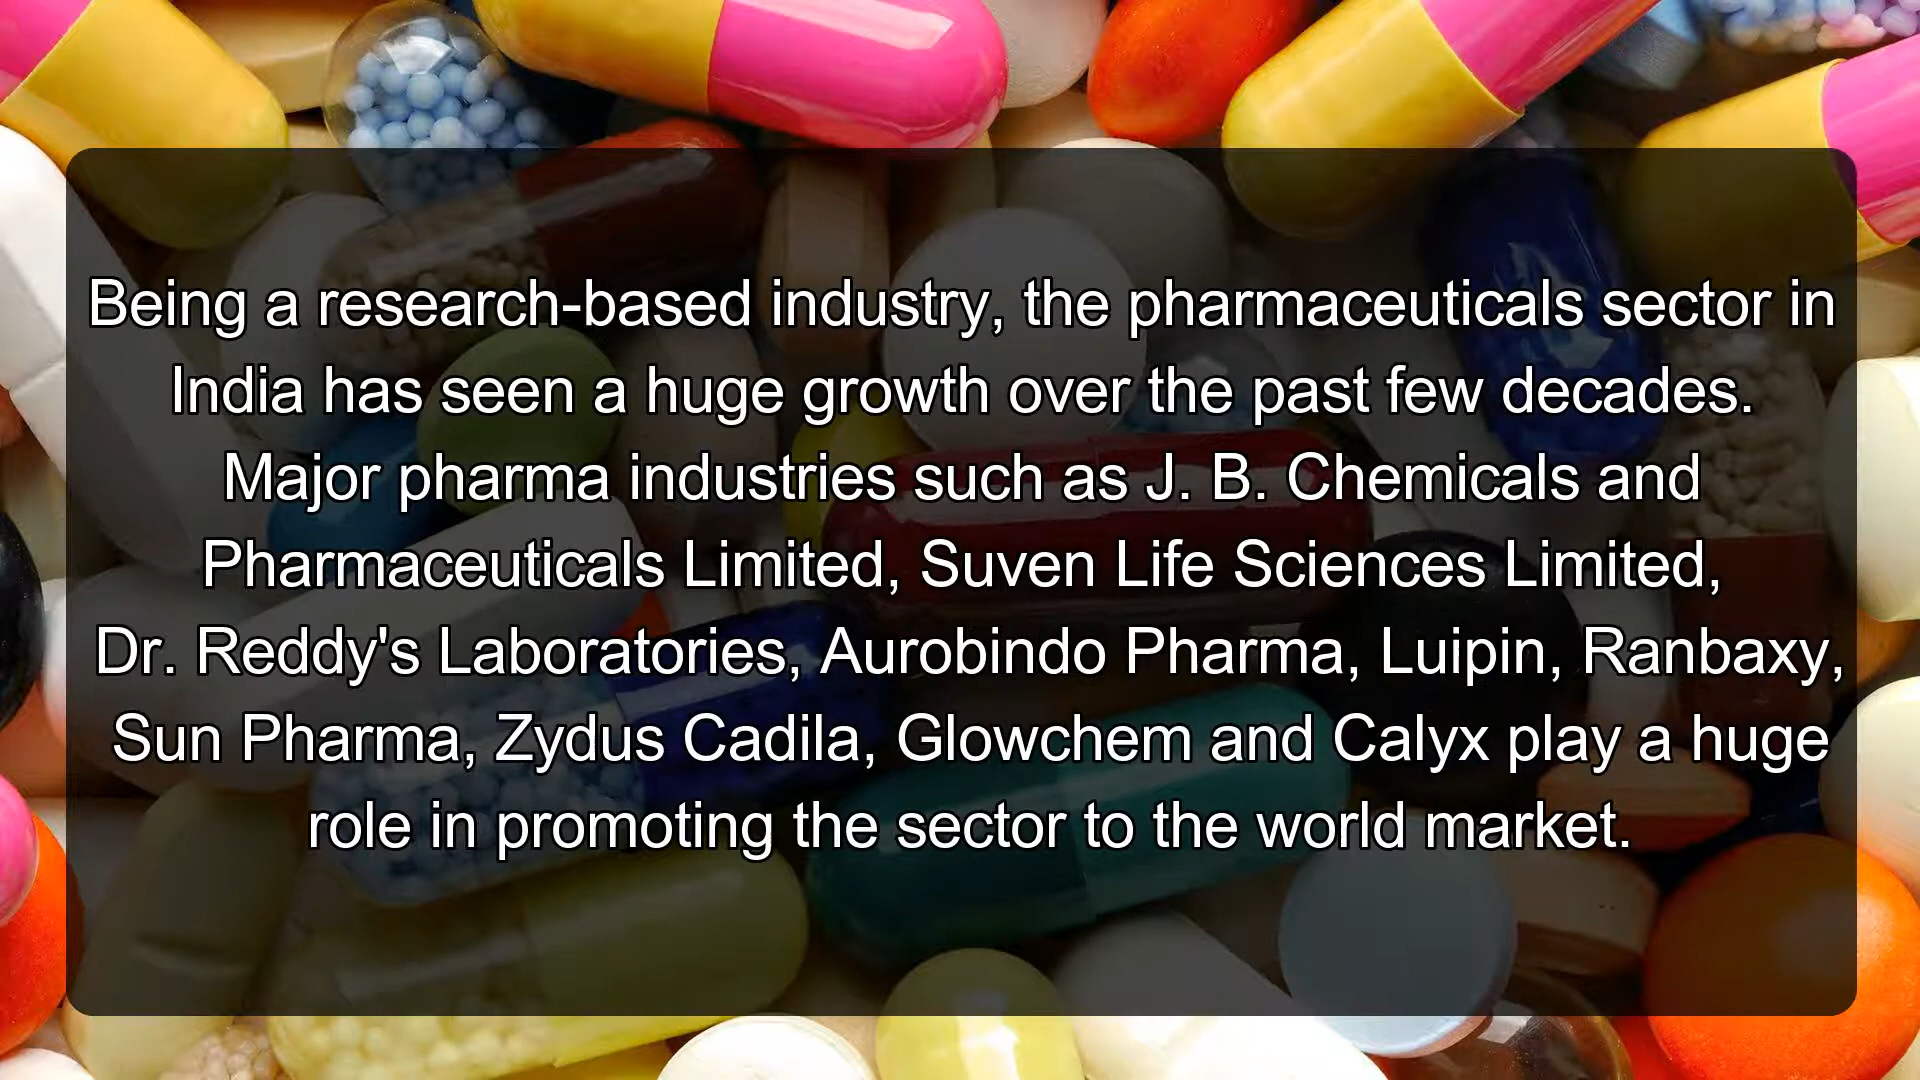 Being a research-based industry, the pharmaceuticals sector in
India has seen a huge growth over the past few decades.
Major pharma industries such as J. B. Chemicals and
Pharmaceuticals Limited, Suven Life Sciences Limited,
Dr. Reddy's Laboratories, Aurobindo Pharma, Luipin, Ranbaxy,
Sun Pharma, Zydus Cadila, Glowchem and Calyx play a huge
role in promoting the sector to the world market.